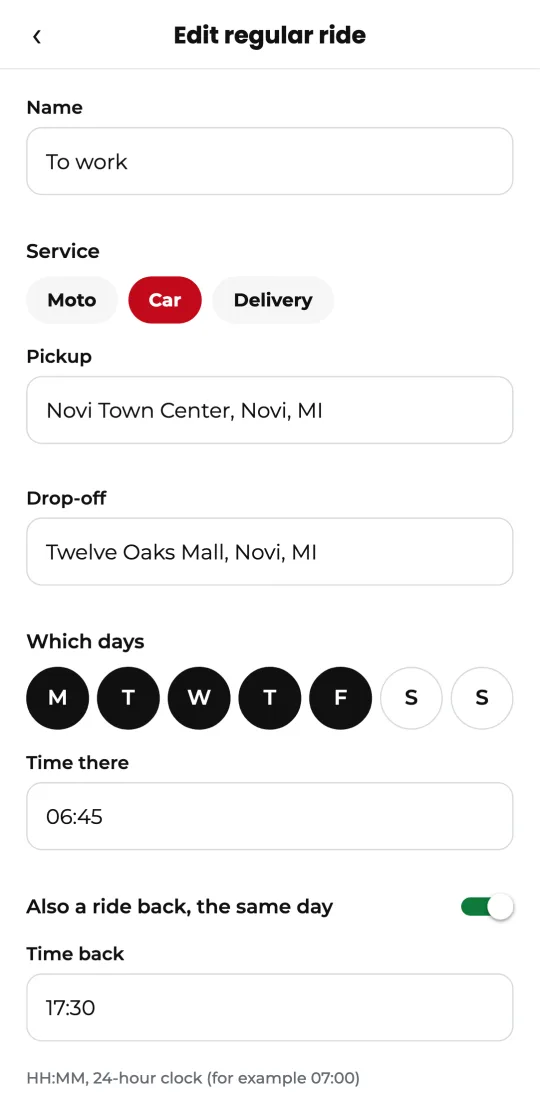 Edit regular ride
Name
To work
Service
Moto Car Delivery
Pickup
Novi Town Center, Novi, MI
Drop-off
Twelve Oaks Mall, Novi, MI
Which days
M T W T F S S
Time there
06:45
Also a ride back, the same day
Time back
17:30
HH:MM, 24-hour clock (for example 07:00)